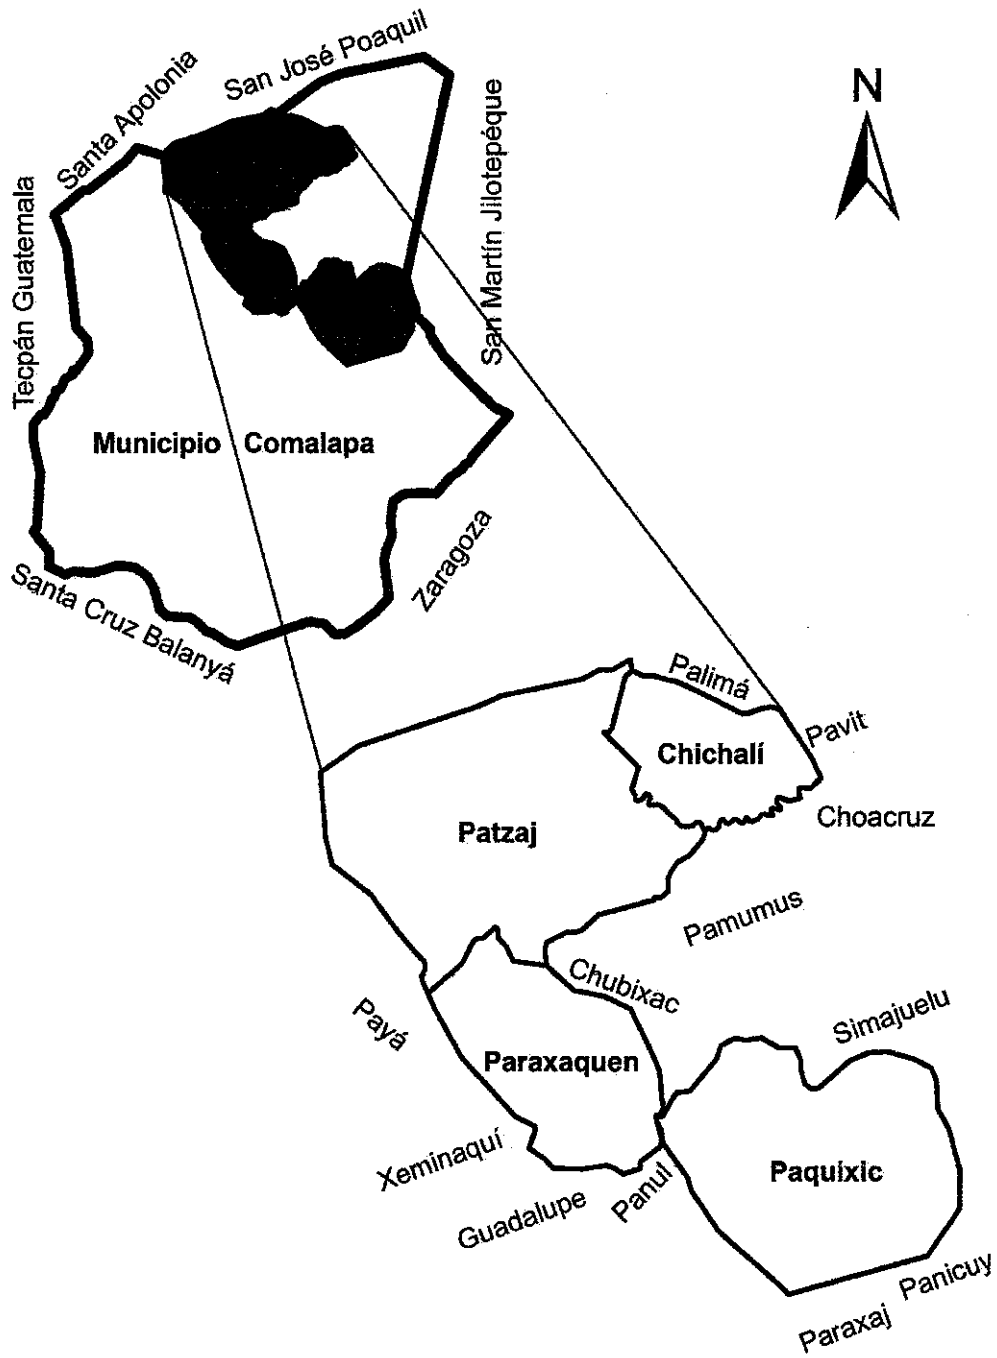 San José Poaquil
N
Santa Apolonia
San Martín Jilotepéque
Tecpán Guatemala
Municipio Comalapa
Zaragoza
Santa Cruz Balanyá
Palimá
Pavit
Chichalí
Choacruz
Patzaj
Pamumus
Chubixac
Payá
Simajuelu
Paraxaquen
Xeminaquí
Paquixic
Panul
Guadalupe
Panicuy
Paraxaj